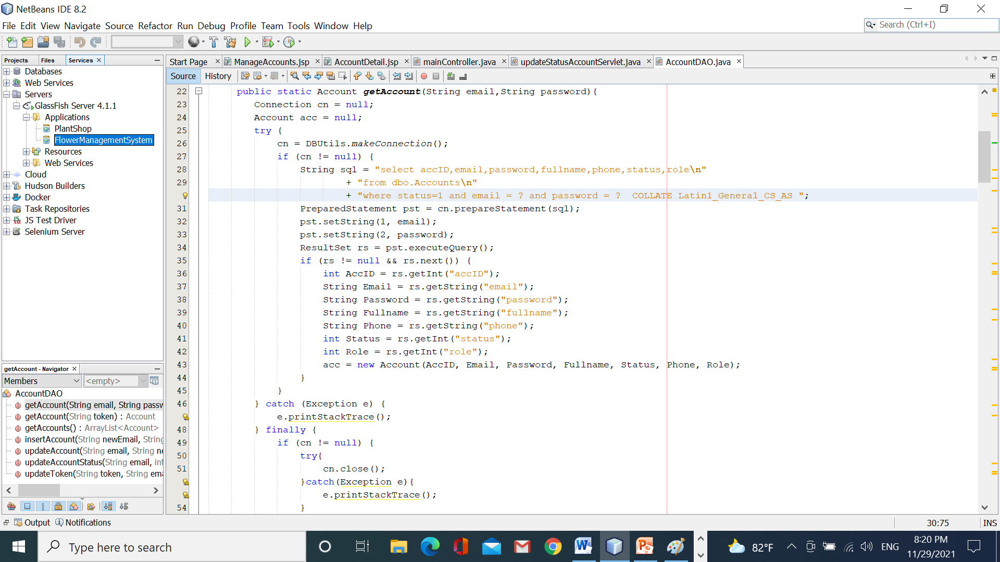 NetBeans IDE 8.2
File Edit View Navigate Source Refactor Run Debug Profile Team Tools Window Help
Search (Ctrl+I)
Projects Files Services
Databases
Web Services
Servers
GlassFish Server 4.1.1
Applications
PlantShop
FlowerManagementSystem
Resources
Web Services
Cloud
Hudson Builders
Docker
Task Repositories
JS Test Driver
Selenium Server
getAccount - Navigator
Members <empty>
AccountDAO
getAccount(String email, String passw
getAccount(String token) : Account
getAccounts() : ArrayList<Account>
insertAccount(String newEmail, String
updateAccount(String email, String ne
updateAccountStatus(String email, int
updateToken(String token, String ema
Start Page ManageAccounts.jsp AccountDetail.jsp mainController.java updateStatusAccountServlet.java AccountDAO.java
Source History
22 public static Account getAccount(String email,String password){
23 Connection cn = null;
24 Account acc = null;
25 try {
26 cn = DBUtils.makeConnection();
27 if (cn != null) {
28 String sql = "select accID,email,password,fullname,phone,status,role\n"
29 + "from dbo.Accounts\n"
+ "where status=1 and email = ? and password = ?  COLLATE Latin1_General_CS_AS ";
31 PreparedStatement pst = cn.prepareStatement(sql);
32 pst.setString(1, email);
33 pst.setString(2, password);
34 ResultSet rs = pst.executeQuery();
35 if (rs != null && rs.next()) {
36 int AccID = rs.getInt("accID");
37 String Email = rs.getString("email");
38 String Password = rs.getString("password");
39 String Fullname = rs.getString("fullname");
40 String Phone = rs.getString("phone");
41 int Status = rs.getInt("status");
42 int Role = rs.getInt("role");
43 acc = new Account(AccID, Email, Password, Fullname, Status, Phone, Role);
44 }
45 }
46 } catch (Exception e) {
e.printStackTrace();
48 } finally {
49 if (cn != null) {
50 try{
51 cn.close();
}catch(Exception e){
e.printStackTrace();
54 }
Output Notifications
30:75 INS
Type here to search
82°F
ENG
8:20 PM
11/29/2021